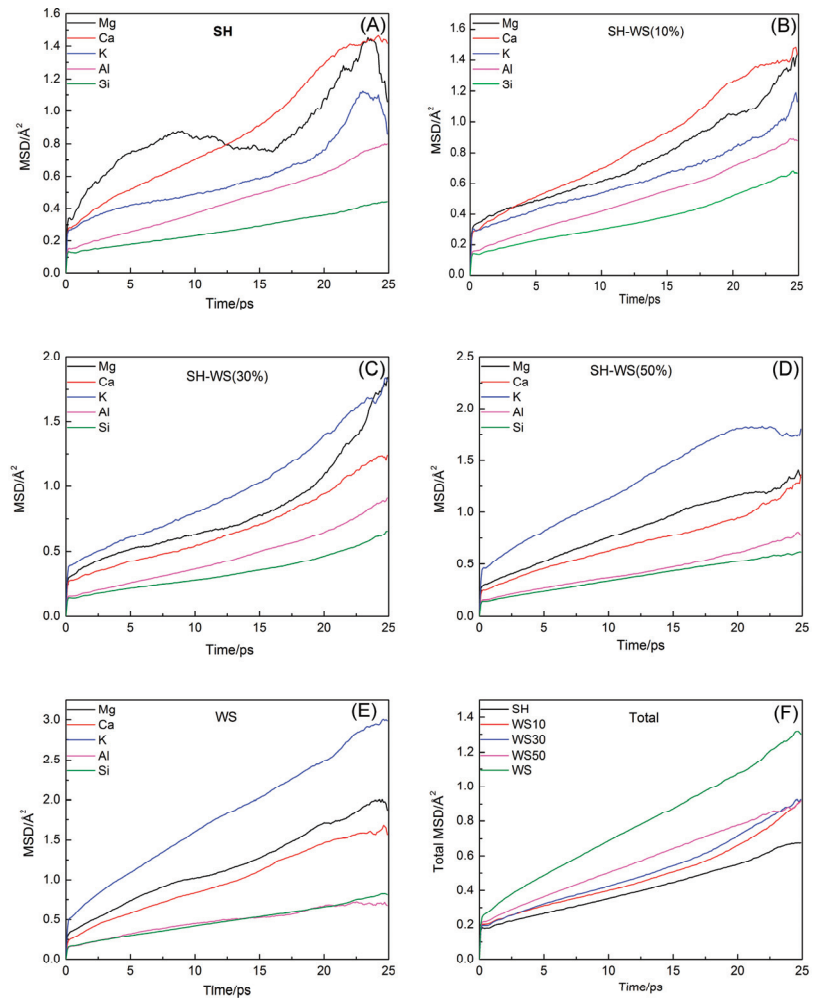 (A)
SH
Mg
Ca
K
Al
Si
1.6
1.4
1.2
1.0
0.8
0.6
0.4
0.2
0.0
MSD/Å²
0 5 10 15 20 25
Time/ps
(B)
SH-WS(10%)
Mg
Ca
K
Al
Si
1.6
1.4
1.2
1.0
0.8
0.6
0.4
0.2
0.0
MSD/Å²
0 5 10 15 20 25
Time/ps
(C)
SH-WS(30%)
Mg
Ca
K
Al
Si
2.0
1.5
1.0
0.5
0.0
MSD/Å²
0 5 10 15 20 25
Time/ps
(D)
SH-WS(50%)
Mg
Ca
K
Al
Si
2.5
2.0
1.5
1.0
0.5
0.0
MSD/Å²
0 5 10 15 20 25
Time/ps
(E)
WS
Mg
Ca
K
Al
Si
3.0
2.5
2.0
1.5
1.0
0.5
0.0
MSD/Å²
0 5 10 15 20 25
Time/ps
(F)
Total
SH
WS10
WS30
WS50
WS
1.4
1.2
1.0
0.8
0.6
0.4
0.2
0.0
Total MSD/Å²
0 5 10 15 20 25
Time/ps